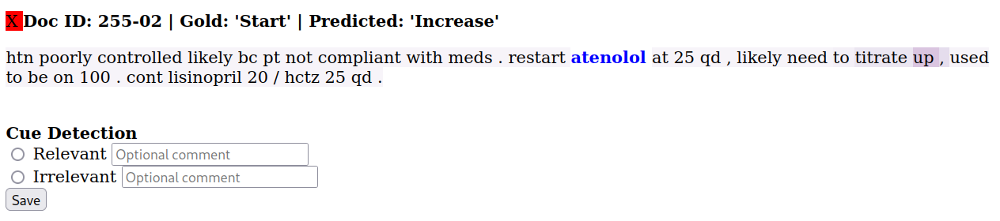 X Doc ID: 255-02 | Gold: 'Start' | Predicted: 'Increase'
htn poorly controlled likely bc pt not compliant with meds . restart atenolol at 25 qd , likely need to titrate up , used
to be on 100 . cont lisinopril 20 / hctz 25 qd .
Cue Detection
Relevant Optional comment
Irrelevant Optional comment
Save